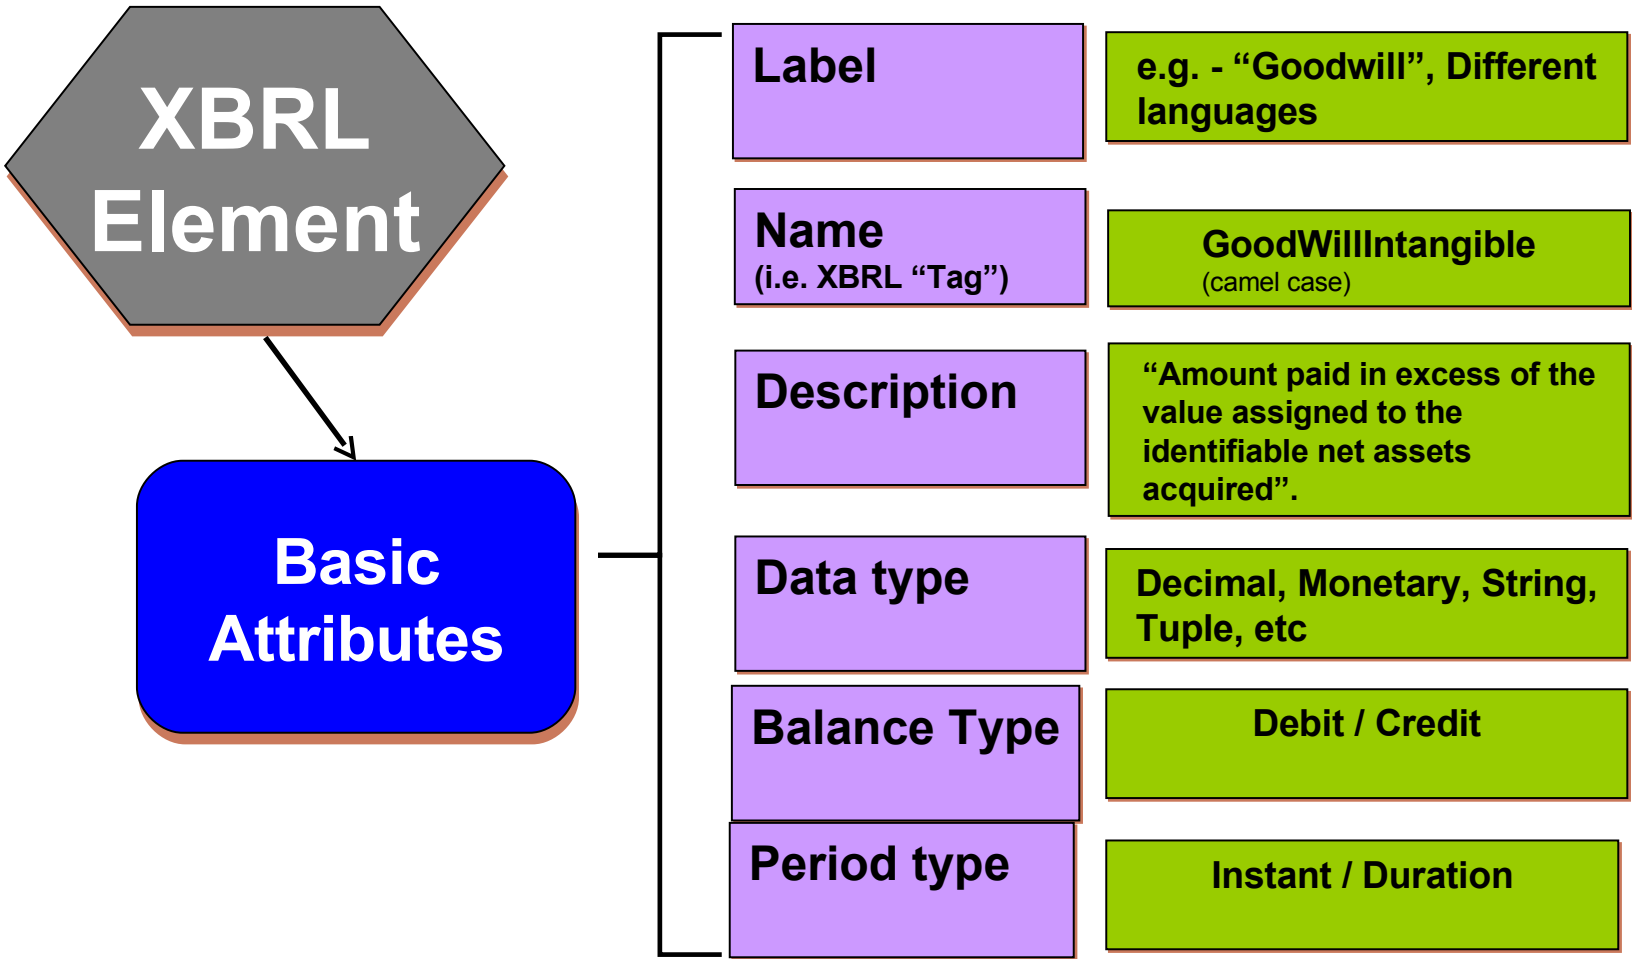 XBRL
Element
Basic
Attributes
Label
e.g. - “Goodwill”, Different
languages
Name
(i.e. XBRL “Tag”)
GoodWillIntangible
(camel case)
Description
“Amount paid in excess of the
value assigned to the
identifiable net assets
acquired”.
Data type
Decimal, Monetary, String,
Tuple, etc
Balance Type
Debit / Credit
Period type
Instant / Duration